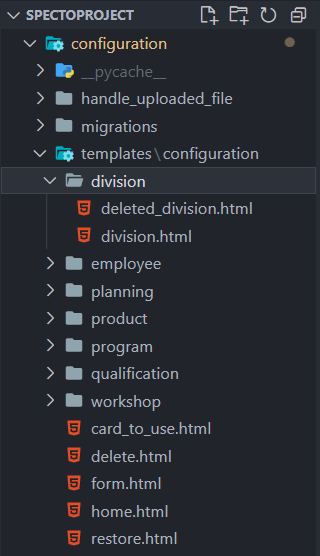 SPECTOPROJECT
configuration
__pycache__
handle_uploaded_file
migrations
templates\configuration
division
deleted_division.html
division.html
employee
planning
product
program
qualification
workshop
card_to_use.html
delete.html
form.html
home.html
restore.html